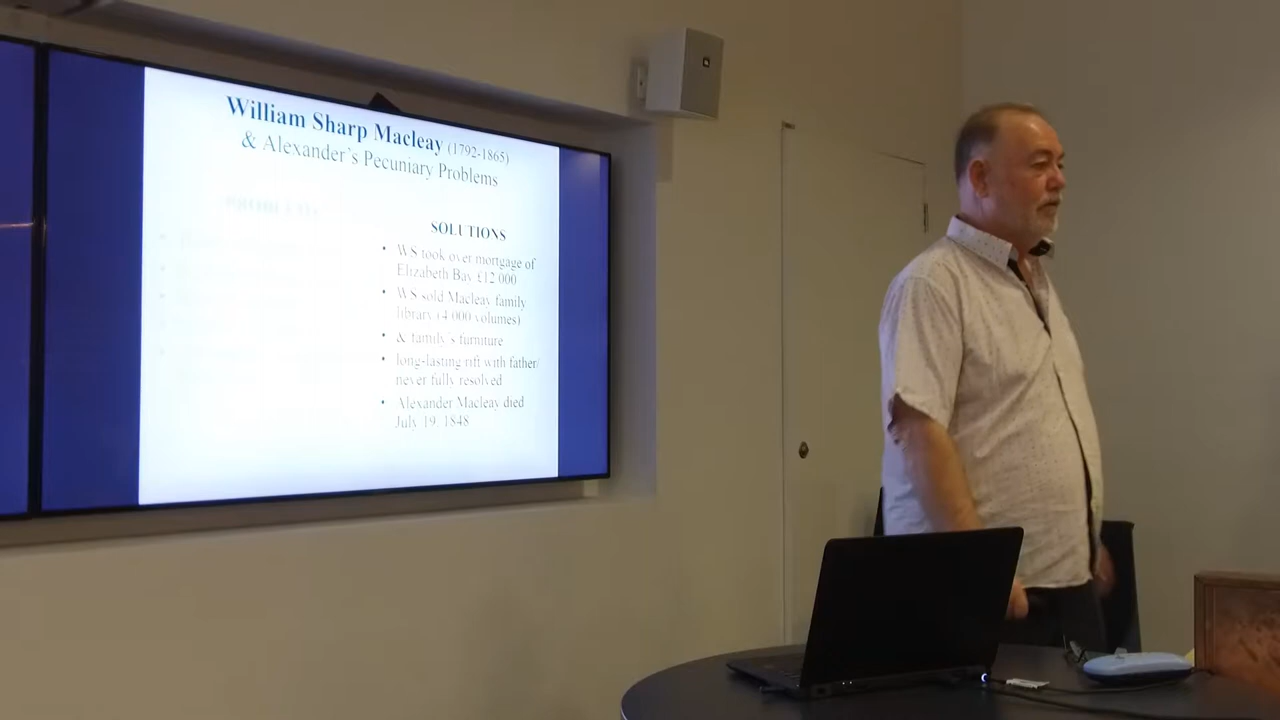 William Sharp Macleay (1792-1865)
& Alexander's Pecuniary Problems
PROBLEMS
SOLUTIONS
• WS took over mortgage of
Elizabeth Bay £12 000
• WS sold Macleay family
library (4 000 volumes)
• & family's furniture
• long-lasting rift with father/
never fully resolved
• Alexander Macleay died
July 19, 1848